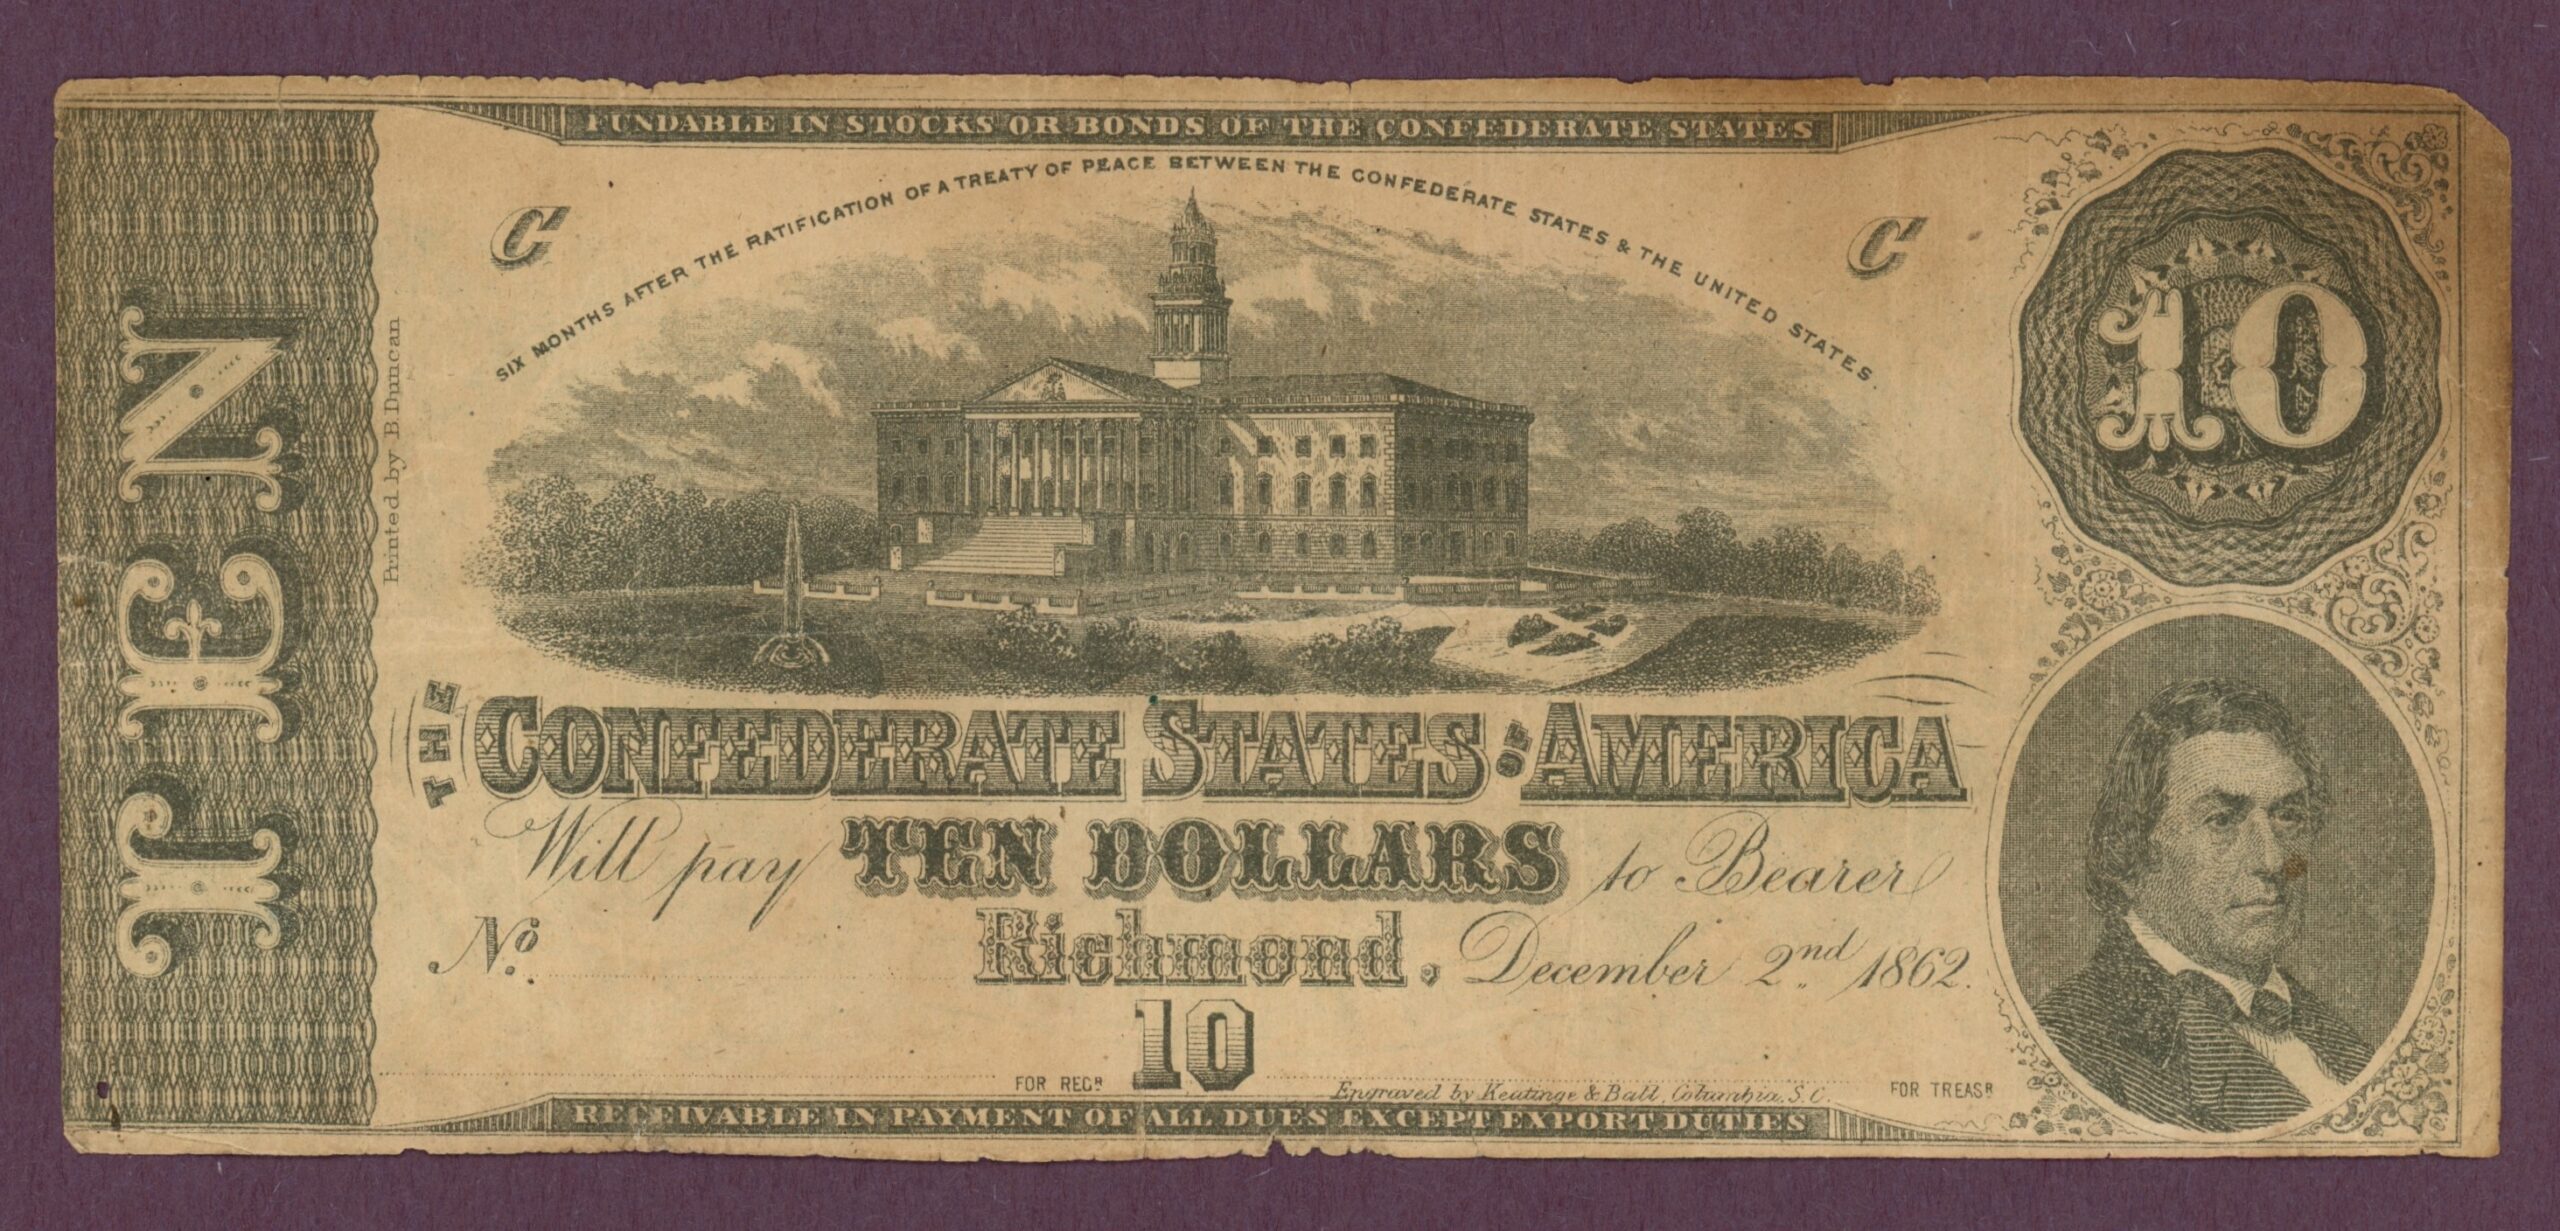 FUNDABLE IN STOCKS OR BONDS OF THE CONFEDERATE STATES
SIX MONTHS AFTER THE RATIFICATION OF A TREATY OF PEACE BETWEEN THE CONFEDERATE STATES & THE UNITED STATES.
C C
TEN
Printed by B. Duncan
10
THE CONFEDERATE STATES OF AMERICA
Will pay TEN DOLLARS to Bearer
No. Richmond, December 2nd 1862.
10
FOR REGR
Engraved by Keatinge & Ball, Columbia, S.C.
FOR TREASR
RECEIVABLE IN PAYMENT OF ALL DUES EXCEPT EXPORT DUTIES